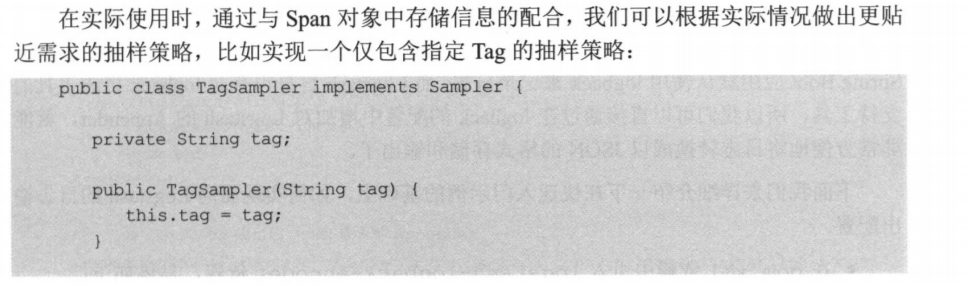 在实际使用时，通过与 Span 对象中存储信息的配合，我们可以根据实际情况做出更贴
近需求的抽样策略，比如实现一个仅包含指定 Tag 的抽样策略：
public class TagSampler implements Sampler {
private String tag;
public TagSampler(String tag) {
this.tag = tag;
}